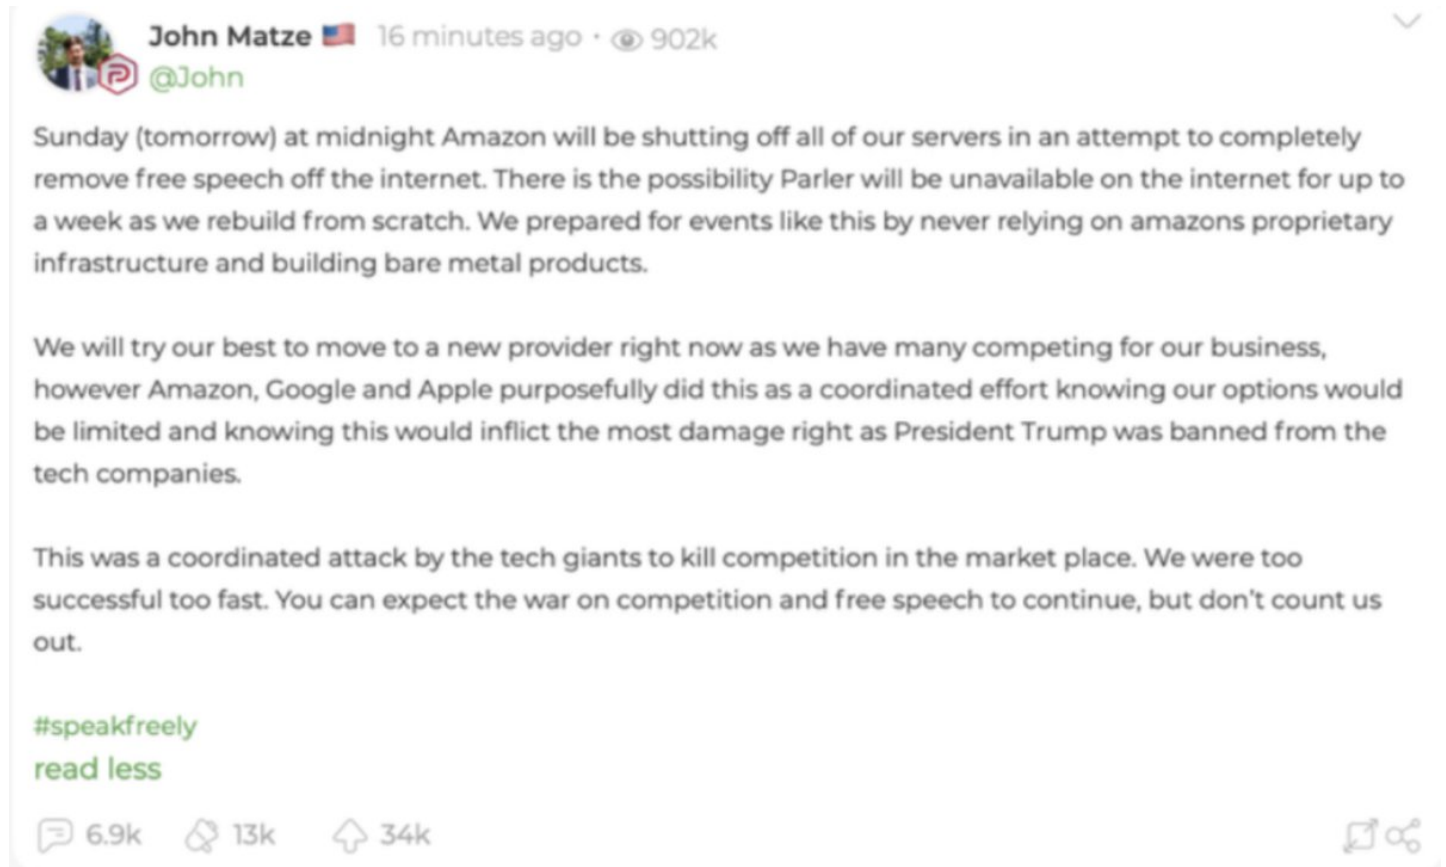 John Matze 🇺🇸 16 minutes ago · 902k
@John
Sunday (tomorrow) at midnight Amazon will be shutting off all of our servers in an attempt to completely
remove free speech off the internet. There is the possibility Parler will be unavailable on the internet for up to
a week as we rebuild from scratch. We prepared for events like this by never relying on amazons proprietary
infrastructure and building bare metal products.
We will try our best to move to a new provider right now as we have many competing for our business,
however Amazon, Google and Apple purposefully did this as a coordinated effort knowing our options would
be limited and knowing this would inflict the most damage right as President Trump was banned from the
tech companies.
This was a coordinated attack by the tech giants to kill competition in the market place. We were too
successful too fast. You can expect the war on competition and free speech to continue, but don’t count us
out.
#speakfreely
read less
6.9k 13k 34k